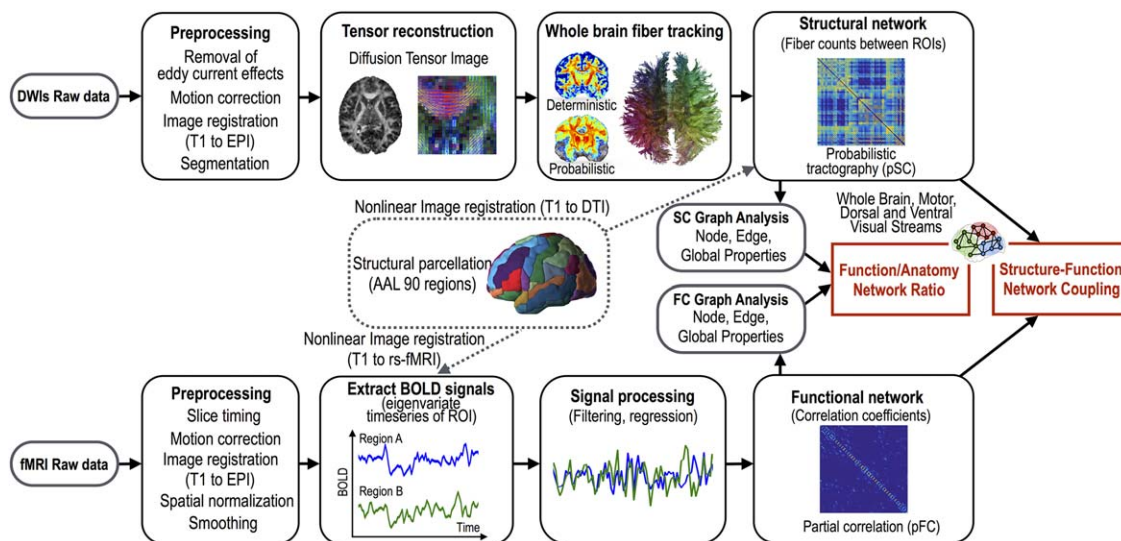 DWIs Raw data
Preprocessing
Removal of
eddy current effects
Motion correction
Image registration
(T1 to EPI)
Segmentation
Tensor reconstruction
Diffusion Tensor Image
Whole brain fiber tracking
Deterministic
Probabilistic
Structural network
(Fiber counts between ROIs)
Probabilistic
tractography (pSC)
Nonlinear Image registration (T1 to DTI)
Structural parcellation
(AAL 90 regions)
Nonlinear Image registration
(T1 to rs-fMRI)
SC Graph Analysis
Node, Edge,
Global Properties
FC Graph Analysis
Node, Edge,
Global Properties
Whole Brain, Motor,
Dorsal and Ventral
Visual Streams
Function/Anatomy
Network Ratio
Structure-Function
Network Coupling
fMRI Raw data
Preprocessing
Slice timing
Motion correction
Image registration
(T1 to EPI)
Spatial normalization
Smoothing
Extract BOLD signals
(eigenvariate
timeseries of ROI)
Region A
BOLD
Region B
Time
Signal processing
(Filtering, regression)
Functional network
(Correlation coefficients)
Partial correlation (pFC)